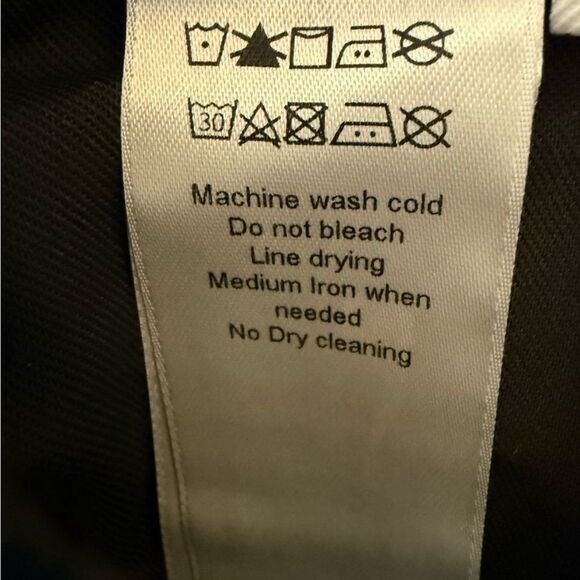 30
Machine wash cold
Do not bleach
Line drying
Medium Iron when
needed
No Dry cleaning